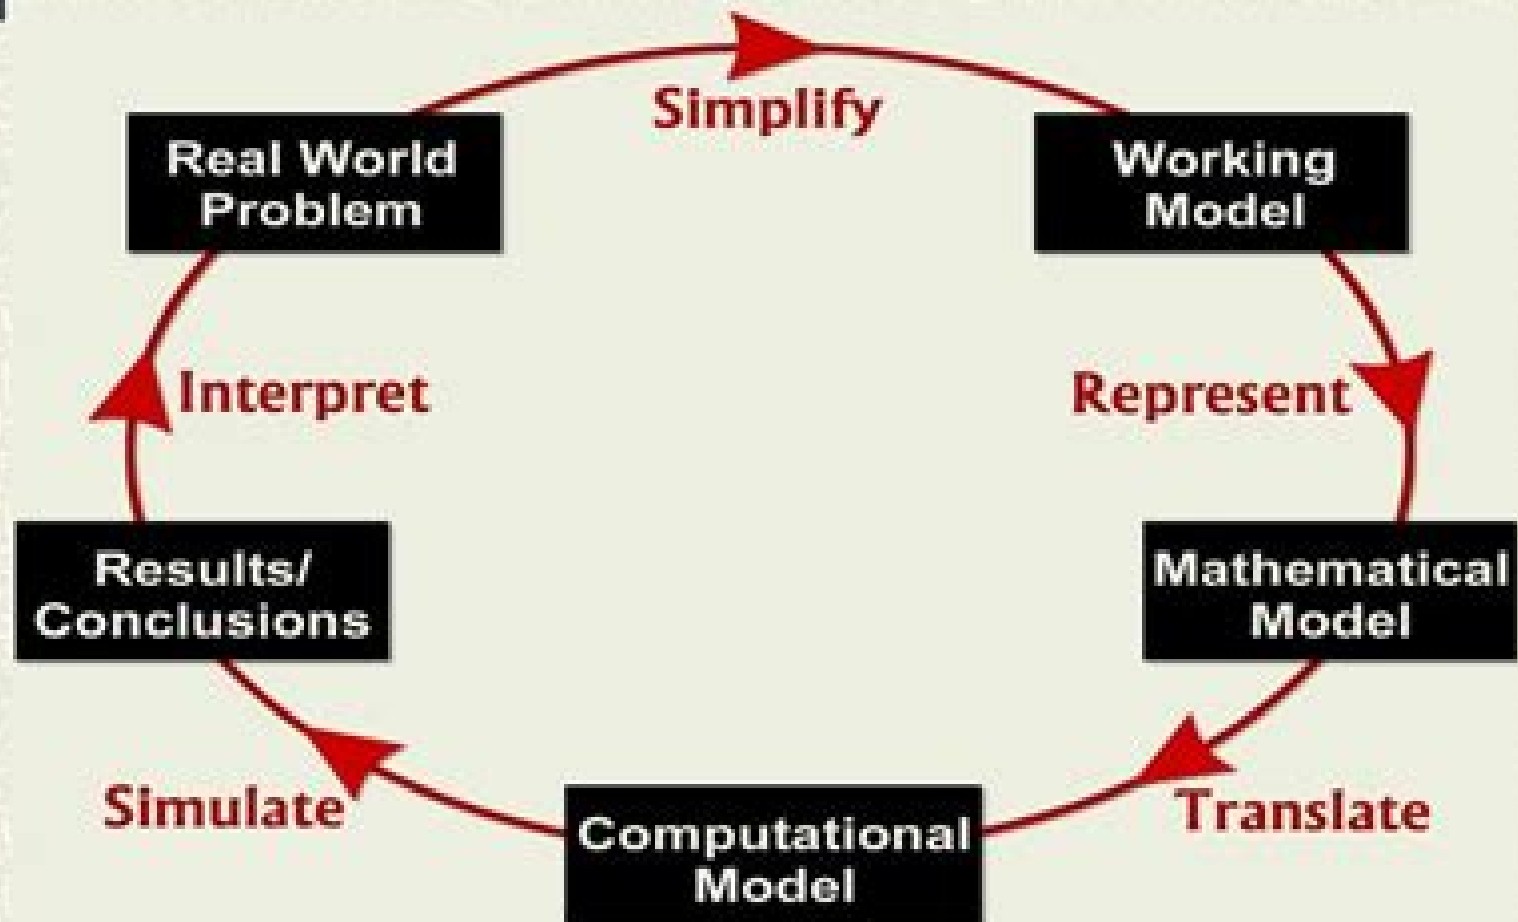 Simplify
Real World
Problem
Working
Model
Interpret
Represent
Results/
Conclusions
Mathematical
Model
Simulate
Translate
Computational
Model